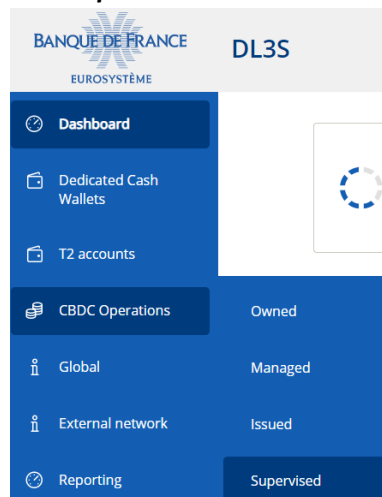 BANQUE DE FRANCE
EUROSYSTÈME
DL3S
Dashboard
Dedicated Cash
Wallets
T2 accounts
CBDC Operations
Owned
Global
Managed
External network
Issued
Reporting
Supervised